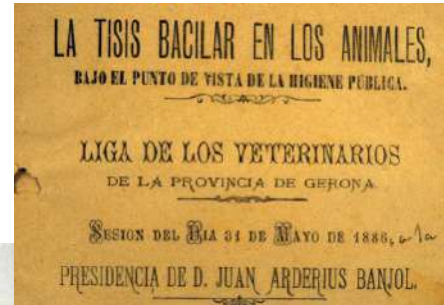 LA TISIS BACILAR EN LOS ANIMALES,
BAJO EL PUNTO DE VISTA DE LA HIGIENE PÚBLICA.
LIGA DE LOS VETERINARIOS
DE LA PROVINCIA DE GERONA
SESION DEL DIA 31 DE MAYO DE 1886, a la
PRESIDENCIA DE D. JUAN ARDERIUS BANJOL.